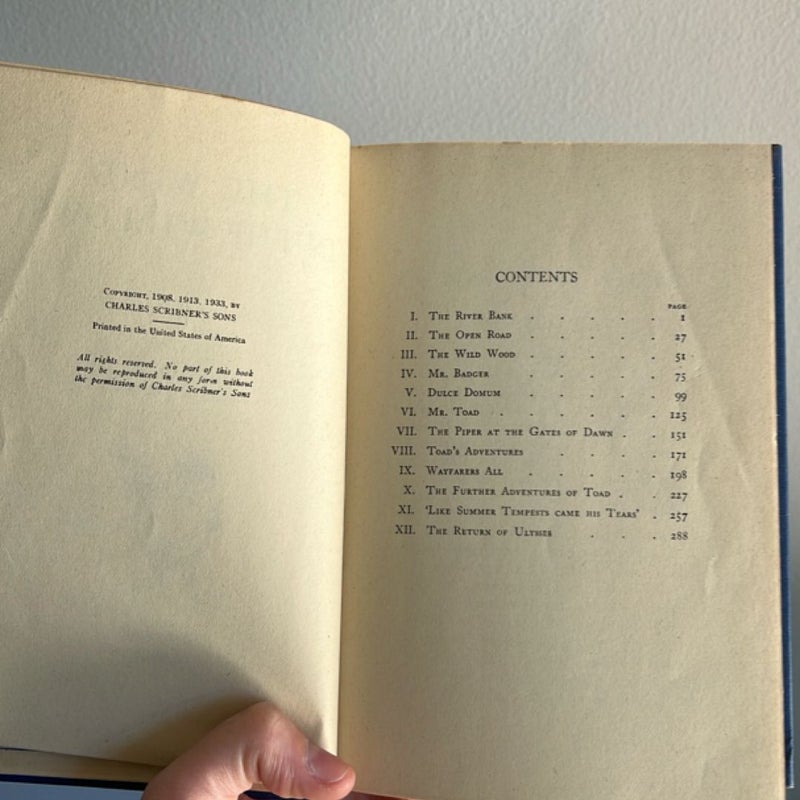 COPYRIGHT, 1908, 1913, 1933, BY
CHARLES SCRIBNER'S SONS
Printed in the United States of America
All rights reserved. No part of this book
may be reproduced in any form without
the permission of Charles Scribner's Sons
CONTENTS
PAGE
I. THE RIVER BANK . . . . . 1
II. THE OPEN ROAD . . . . . 27
III. THE WILD WOOD . . . . . 51
IV. MR. BADGER . . . . . 75
V. DULCE DOMUM . . . . . 99
VI. MR. TOAD . . . . . . 125
VII. THE PIPER AT THE GATES OF DAWN . . 151
VIII. TOAD'S ADVENTURES . . . . 171
IX. WAYFARERS ALL . . . . . 198
X. THE FURTHER ADVENTURES OF TOAD . . 227
XI. 'LIKE SUMMER TEMPESTS CAME HIS TEARS' . 257
XII. THE RETURN OF ULYSSES . . . 288